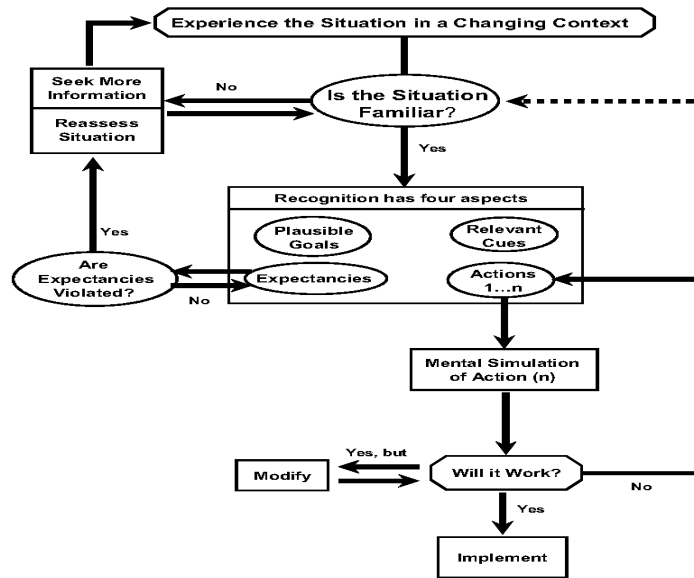 Experience the Situation in a Changing Context
Seek More
Information
No
Is the Situation
Familiar?
Reassess
Situation
Yes
Recognition has four aspects
Yes
Plausible
Goals
Relevant
Cues
Are
Expectancies
Violated?
Expectancies
Actions
1...n
No
Mental Simulation
of Action (n)
Yes, but
Modify
Will it Work?
No
Yes
Implement